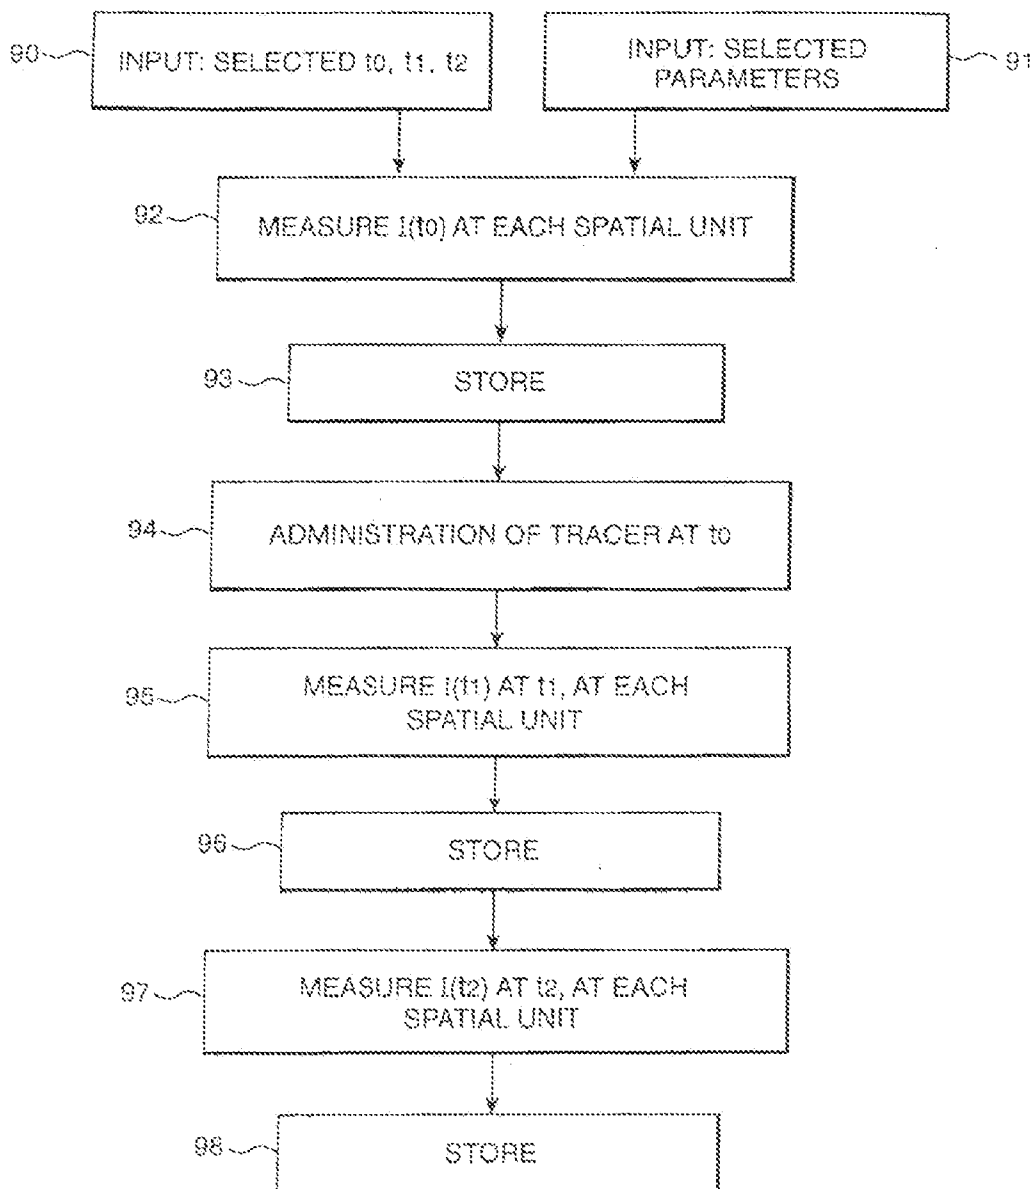 90
INPUT: SELECTED t0, t1, t2
INPUT: SELECTED
PARAMETERS
91
92
MEASURE I(t0) AT EACH SPATIAL UNIT
93
STORE
94
ADMINISTRATION OF TRACER AT t0
95
MEASURE I(t1) AT t1, AT EACH
SPATIAL UNIT
96
STORE
97
MEASURE I(t2) AT t2, AT EACH
SPATIAL UNIT
98
STORE